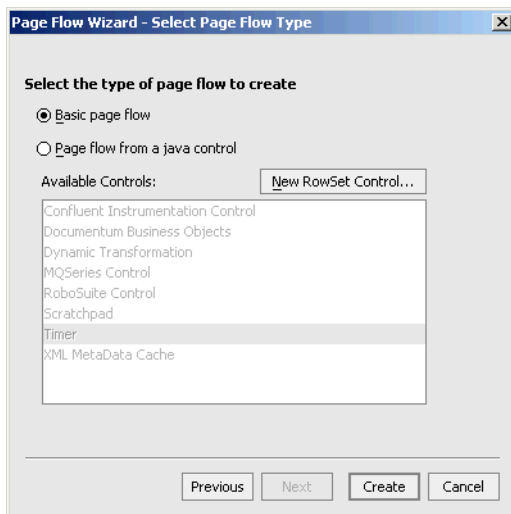 Page Flow Wizard - Select Page Flow Type
Select the type of page flow to create
Basic page flow
Page flow from a java control
Available Controls:
New RowSet Control...
Confluent Instrumentation Control
Documentum Business Objects
Dynamic Transformation
MQSeries Control
RoboSuite Control
Scratchpad
Timer
XML MetaData Cache
Previous
Next
Create
Cancel